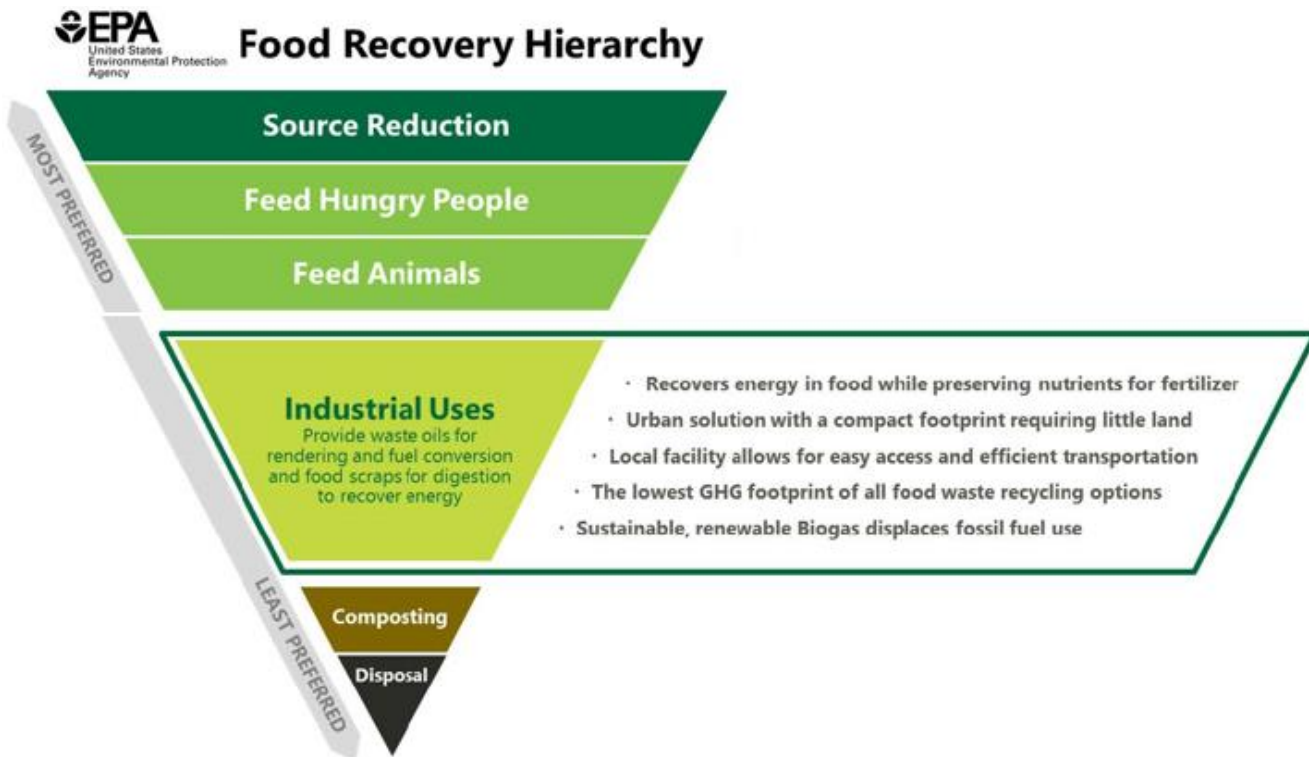 EPA
United States
Environmental Protection
Agency
Food Recovery Hierarchy
MOST PREFERRED
Source Reduction
Feed Hungry People
Feed Animals
Industrial Uses
Provide waste oils for
rendering and fuel conversion
and food scraps for digestion
to recover energy
· Recovers energy in food while preserving nutrients for fertilizer
· Urban solution with a compact footprint requiring little land
· Local facility allows for easy access and efficient transportation
· The lowest GHG footprint of all food waste recycling options
· Sustainable, renewable Biogas displaces fossil fuel use
LEAST PREFERRED
Composting
Disposal